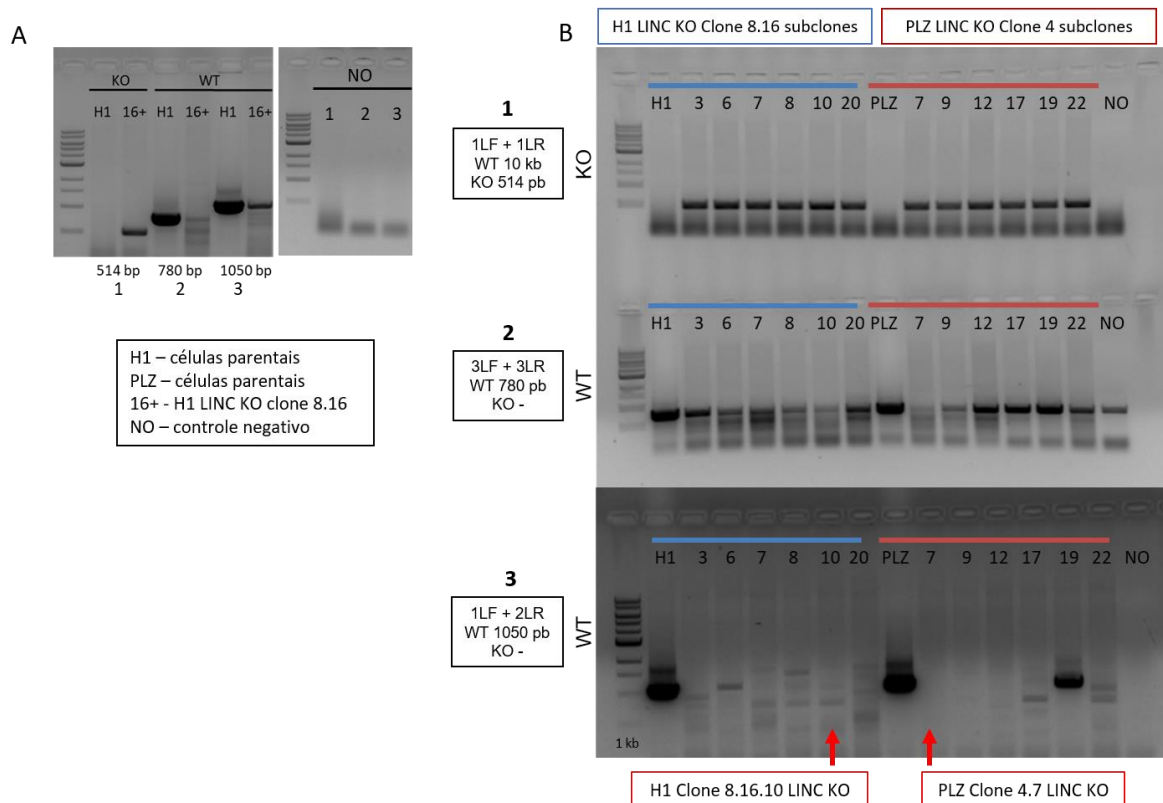 A
KO WT
H1 16+ H1 16+ H1 16+
514 bp 780 bp 1050 bp
1 2 3
NO
1 2 3
H1 – células parentais
PLZ – células parentais
16+ - H1 LINC KO clone 8.16
NO – controle negativo
B
H1 LINC KO Clone 8.16 subclones
PLZ LINC KO Clone 4 subclones
1
1LF + 1LR
WT 10 kb
KO 514 pb
KO
H1 3 6 7 8 10 20 PLZ 7 9 12 17 19 22 NO
2
3LF + 3LR
WT 780 pb
KO -
WT
H1 3 6 7 8 10 20 PLZ 7 9 12 17 19 22 NO
3
1LF + 2LR
WT 1050 pb
KO -
WT
H1 3 6 7 8 10 20 PLZ 7 9 12 17 19 22 NO
1 kb
H1 Clone 8.16.10 LINC KO
PLZ Clone 4.7 LINC KO